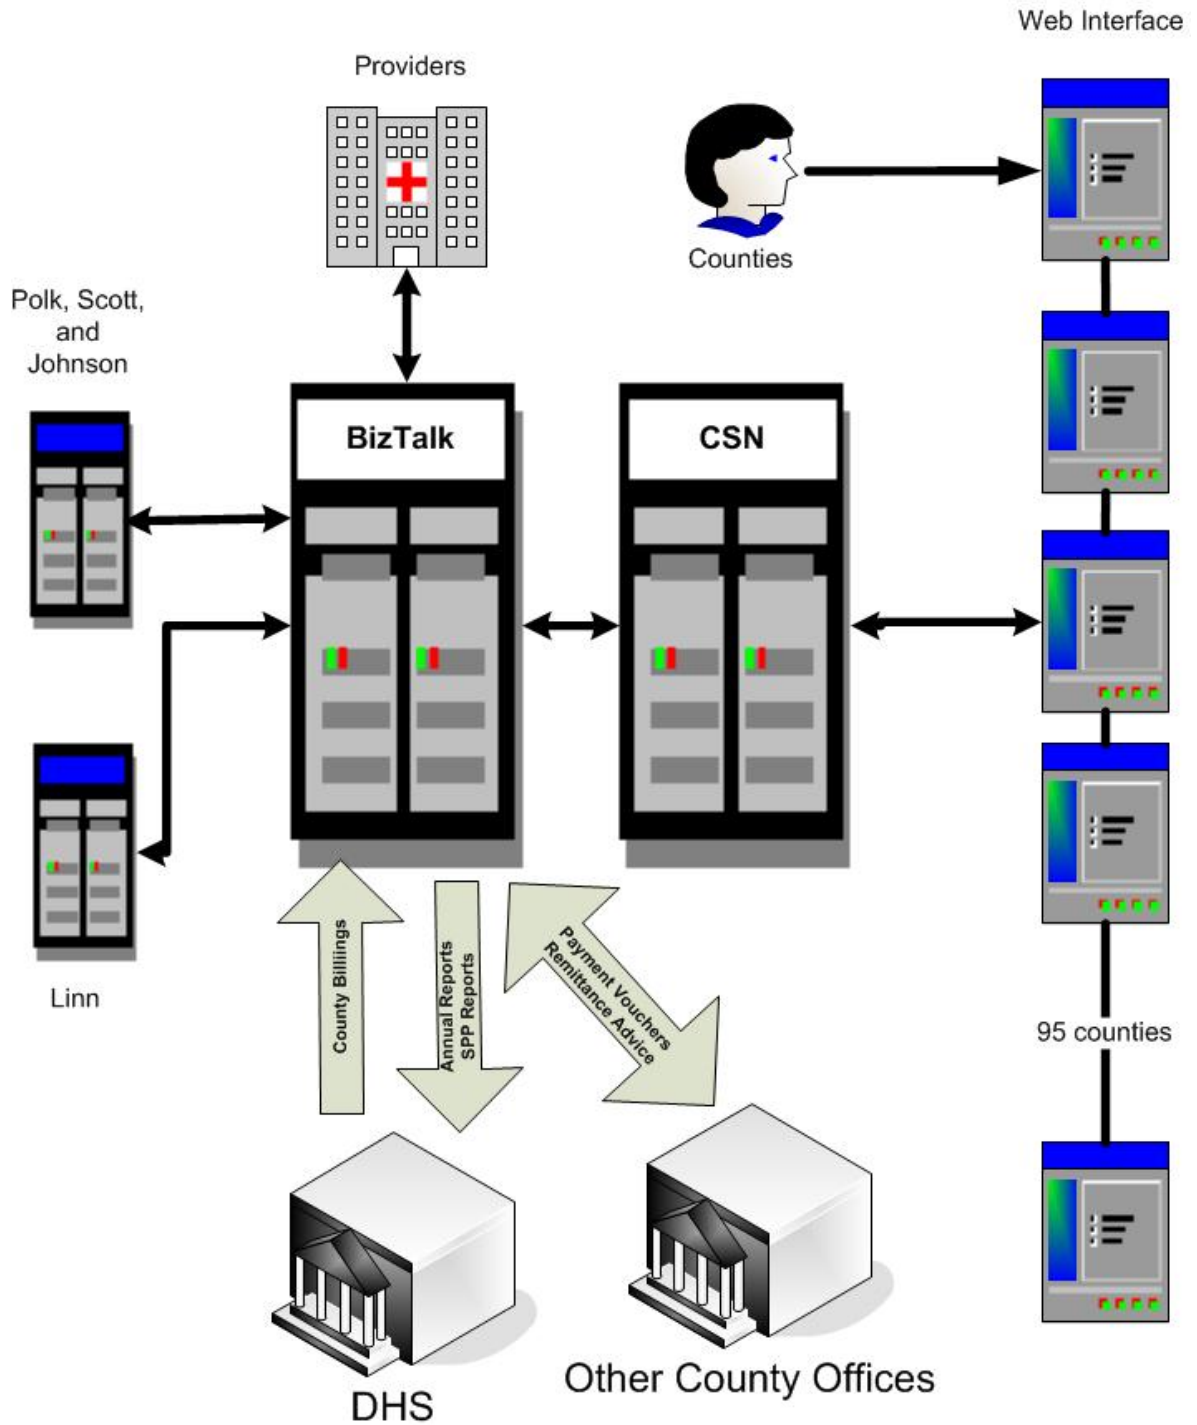 Web Interface
Providers
Counties
Polk, Scott,
and
Johnson
BizTalk
CSN
Linn
County Billiings
Annual Reports
SPP Reports
Payment Vouchers
Remittance Advice
95 counties
DHS
Other County Offices